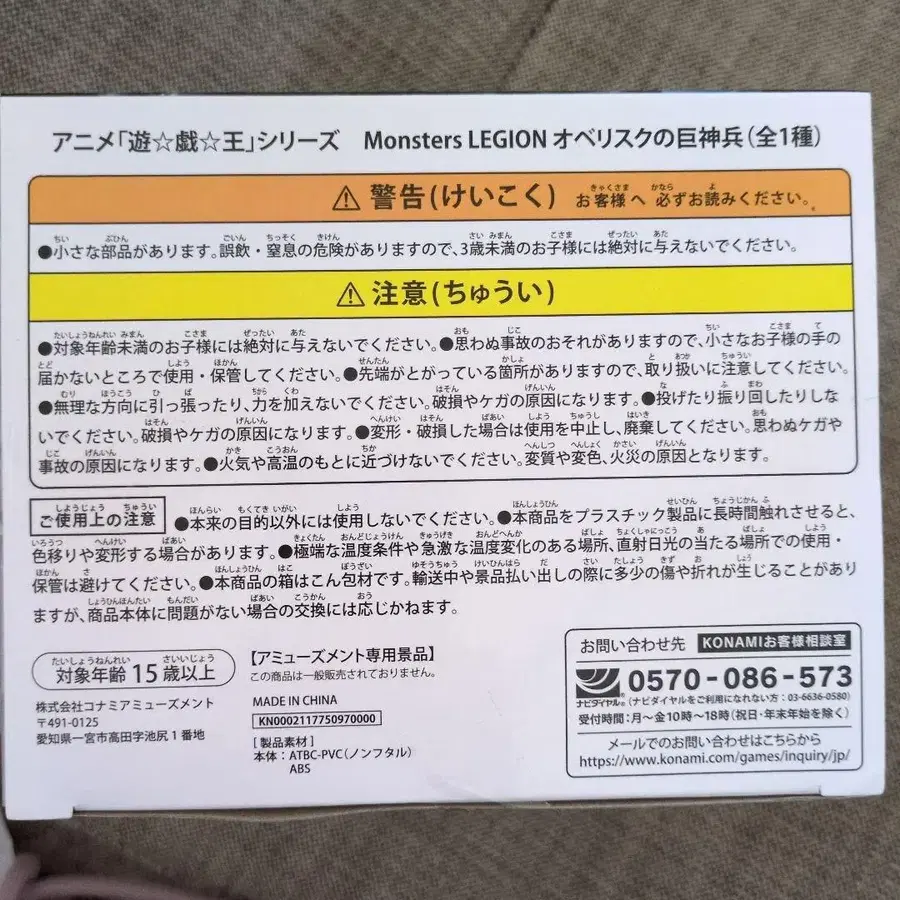 アニメ「遊☆戯☆王」シリーズ　Monsters LEGION オベリスクの巨神兵(全1種)
⚠ 警告(けいこく) お客様へ 必ずお読みください。
●小さな部品があります。誤飲・窒息の危険がありますので、3歳未満のお子様には絶対に与えないでください。
⚠ 注意(ちゅうい)
●対象年齢未満のお子様には絶対に与えないでください。●思わぬ事故のおそれがありますので、小さなお子様の手の
届かないところで使用・保管してください。●先端がとがっている箇所がありますので、取り扱いに注意してください。
●無理な方向に引っ張ったり、力を加えないでください。破損やケガの原因になります。●投げたり振り回したりしな
いでください。破損やケガの原因になります。●変形・破損した場合は使用を中止し、廃棄してください。思わぬケガや
事故の原因になります。●火気や高温のもとに近づけないでください。変質や変色、火災の原因となります。
ご使用上の注意 ●本来の目的以外には使用しないでください。●本商品をプラスチック製品に長時間触れさせると、
色移りや変形する場合があります。●極端な温度条件や急激な温度変化のある場所、直射日光の当たる場所での使用・
保管は避けてください。●本商品の箱はこん包材です。輸送中や景品払い出しの際に多少の傷や折れが生じることがあり
ますが、商品本体に問題がない場合の交換には応じかねます。
対象年齢 15歳以上
株式会社コナミアミューズメント
〒491-0125
愛知県一宮市高田字池尻1番地
【アミューズメント専用景品】
この商品は一般販売されておりません。
MADE IN CHINA
KN0002117750970000
[製品素材]
本体：ATBC-PVC(ノンフタル)
ABS
お問い合わせ先 KONAMIお客様相談室
ナビダイヤル® 0570-086-573
(ナビダイヤルをご利用になれない方：03-6636-0580)
受付時間：月～金10時～18時(祝日・年末年始を除く)
メールでのお問い合わせはこちらから
https://www.konami.com/games/inquiry/jp/